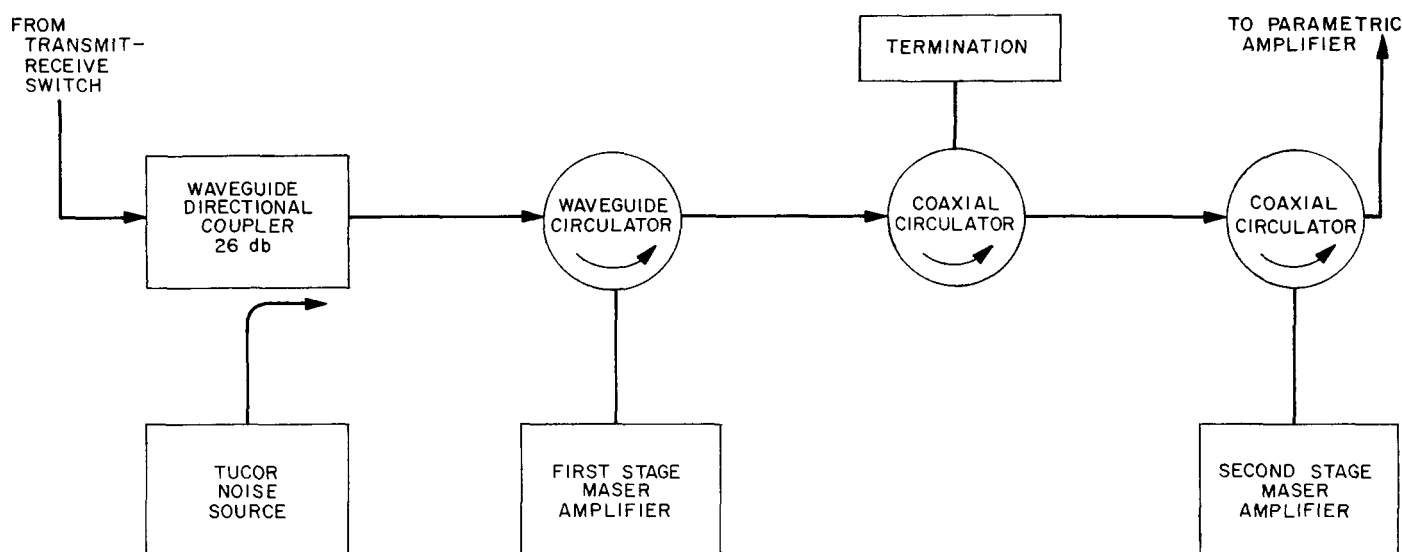 FROM
TRANSMIT-
RECEIVE
SWITCH
TERMINATION
TO PARAMETRIC
AMPLIFIER
WAVEGUIDE
DIRECTIONAL
COUPLER
26 db
WAVEGUIDE
CIRCULATOR
COAXIAL
CIRCULATOR
COAXIAL
CIRCULATOR
TUCOR
NOISE
SOURCE
FIRST STAGE
MASER
AMPLIFIER
SECOND STAGE
MASER
AMPLIFIER